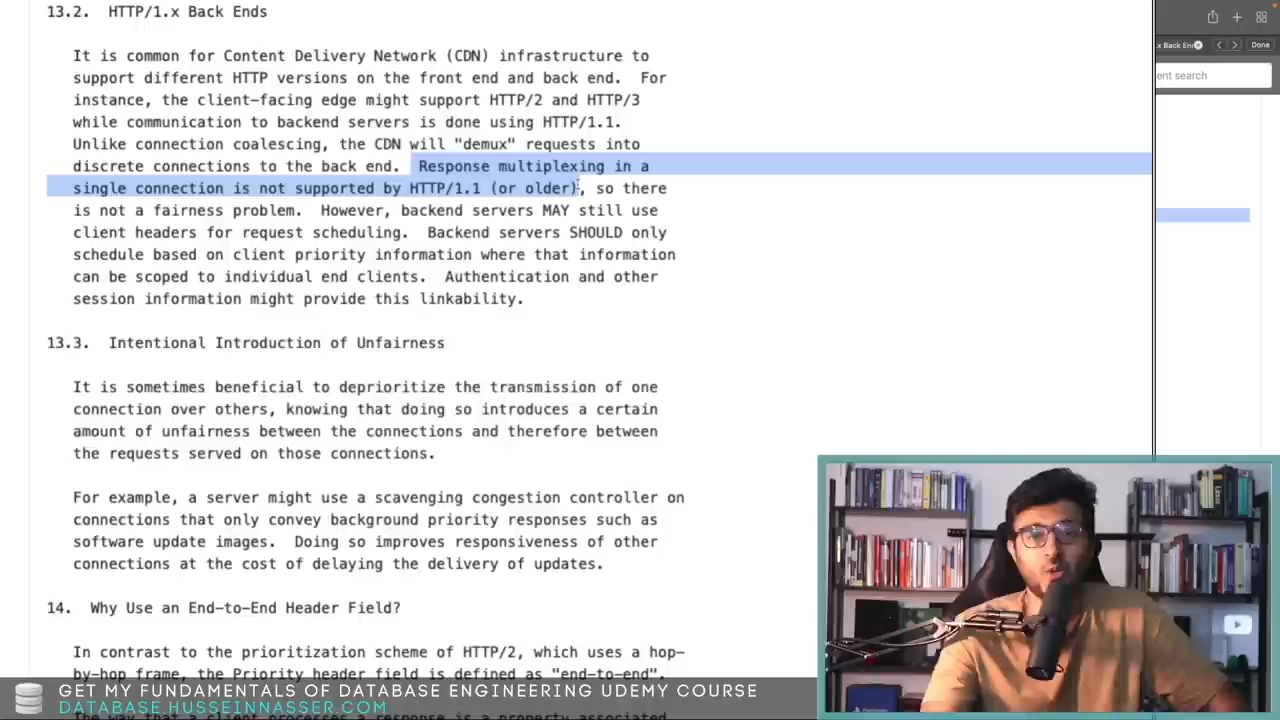 13.2.  HTTP/1.x Back Ends
It is common for Content Delivery Network (CDN) infrastructure to
support different HTTP versions on the front end and back end.  For
instance, the client-facing edge might support HTTP/2 and HTTP/3
while communication to backend servers is done using HTTP/1.1.
Unlike connection coalescing, the CDN will "demux" requests into
discrete connections to the back end.  Response multiplexing in a
single connection is not supported by HTTP/1.1 (or older), so there
is not a fairness problem.  However, backend servers MAY still use
client headers for request scheduling.  Backend servers SHOULD only
schedule based on client priority information where that information
can be scoped to individual end clients.  Authentication and other
session information might provide this linkability.
13.3.  Intentional Introduction of Unfairness
It is sometimes beneficial to deprioritize the transmission of one
connection over others, knowing that doing so introduces a certain
amount of unfairness between the connections and therefore between
the requests served on those connections.
For example, a server might use a scavenging congestion controller on
connections that only convey background priority responses such as
software update images.  Doing so improves responsiveness of other
connections at the cost of delaying the delivery of updates.
14.  Why Use an End-to-End Header Field?
In contrast to the prioritization scheme of HTTP/2, which uses a hop-
by-hop frame, the Priority header field is defined as "end-to-end".
The way that a client processes a response is a property associated
.x Back En
Done
ent search
GET MY FUNDAMENTALS OF DATABASE ENGINEERING UDEMY COURSE
DATABASE.HUSSEINNASSER.COM